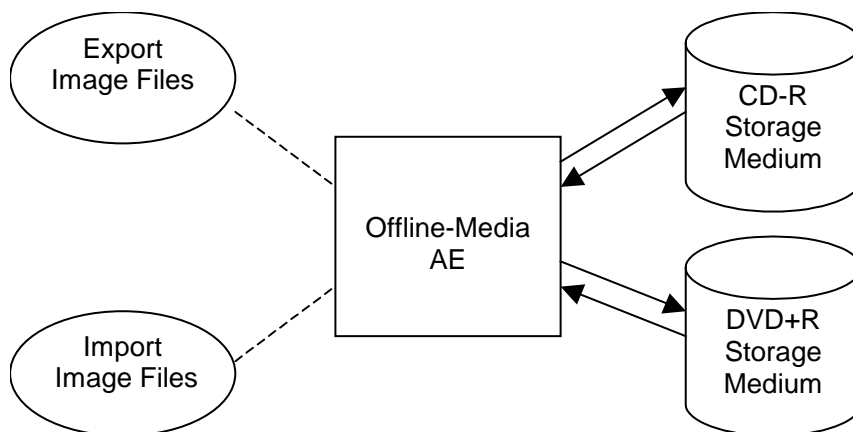 Export
Image Files
CD-R
Storage
Medium
Offline-Media
AE
Import
Image Files
DVD+R
Storage
Medium